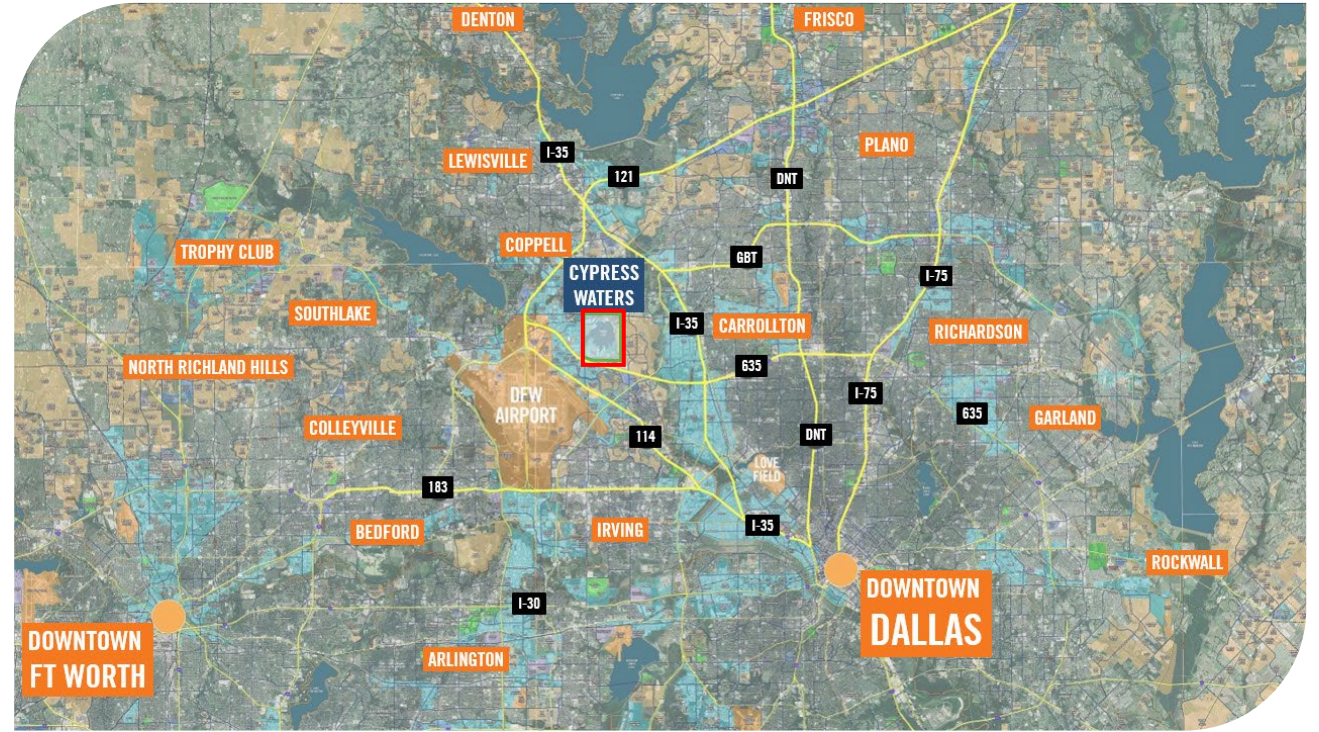 DENTON
FRISCO
PLANO
LEWISVILLE
I-35
121
DNT
TROPHY CLUB
COPPELL
GBT
CYPRESS
WATERS
I-75
SOUTHLAKE
I-35
CARROLLTON
RICHARDSON
NORTH RICHLAND HILLS
635
I-75
DFW
AIRPORT
635
GARLAND
COLLEYVILLE
114
DNT
LOVE
FIELD
183
BEDFORD
IRVING
I-35
ROCKWALL
DOWNTOWN
DALLAS
I-30
DOWNTOWN
FT WORTH
ARLINGTON